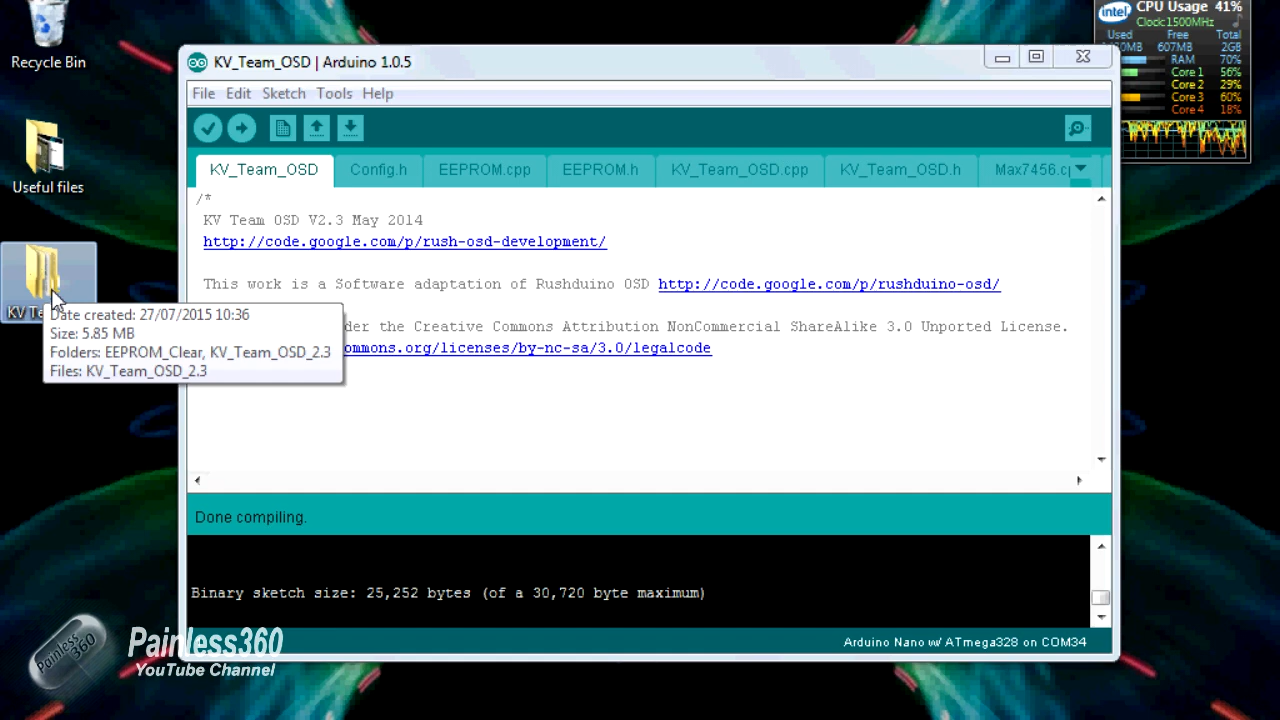 Recycle Bin
Useful files
KV Te
Date created: 27/07/2015 10:36
Size: 5.85 MB
Folders: EEPROM_Clear, KV_Team_OSD_2.3
Files: KV_Team_OSD_2.3
KV_Team_OSD | Arduino 1.0.5
File Edit Sketch Tools Help
KV_Team_OSD Config.h EEPROM.cpp EEPROM.h KV_Team_OSD.cpp KV_Team_OSD.h Max7456.cp
/*
KV Team OSD V2.3 May 2014
http://code.google.com/p/rush-osd-development/
This work is a Software adaptation of Rushduino OSD http://code.google.com/p/rushduino-osd/
der the Creative Commons Attribution NonCommercial ShareAlike 3.0 Unported License.
ommons.org/licenses/by-nc-sa/3.0/legalcode
Done compiling.
Binary sketch size: 25,252 bytes (of a 30,720 byte maximum)
Arduino Nano w/ ATmega328 on COM34
intel CPU Usage 41%
Clock:1500MHz
Used Free Total
607MB 2GB
RAM 70%
Core 1 56%
Core 2 29%
Core 3 60%
Core 4 18%
Painless360
Painless360
YouTube Channel